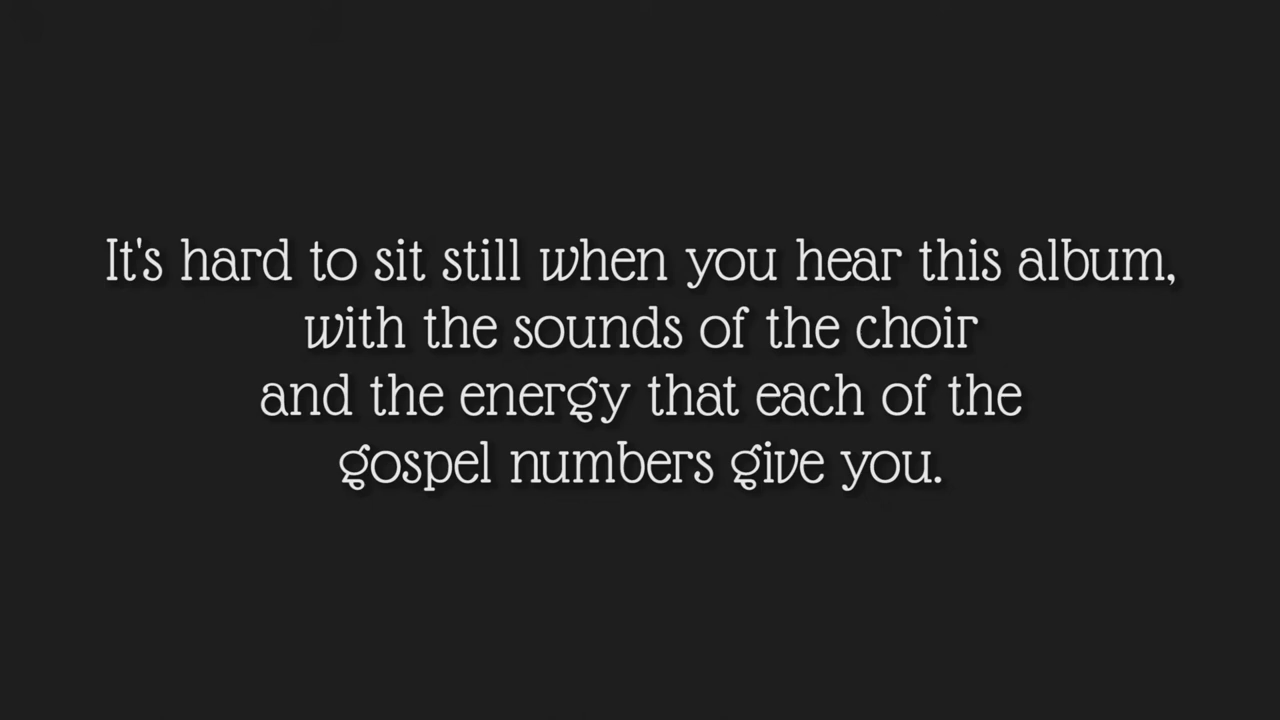 It's hard to sit still when you hear this album,
with the sounds of the choir
and the energy that each of the
gospel numbers give you.